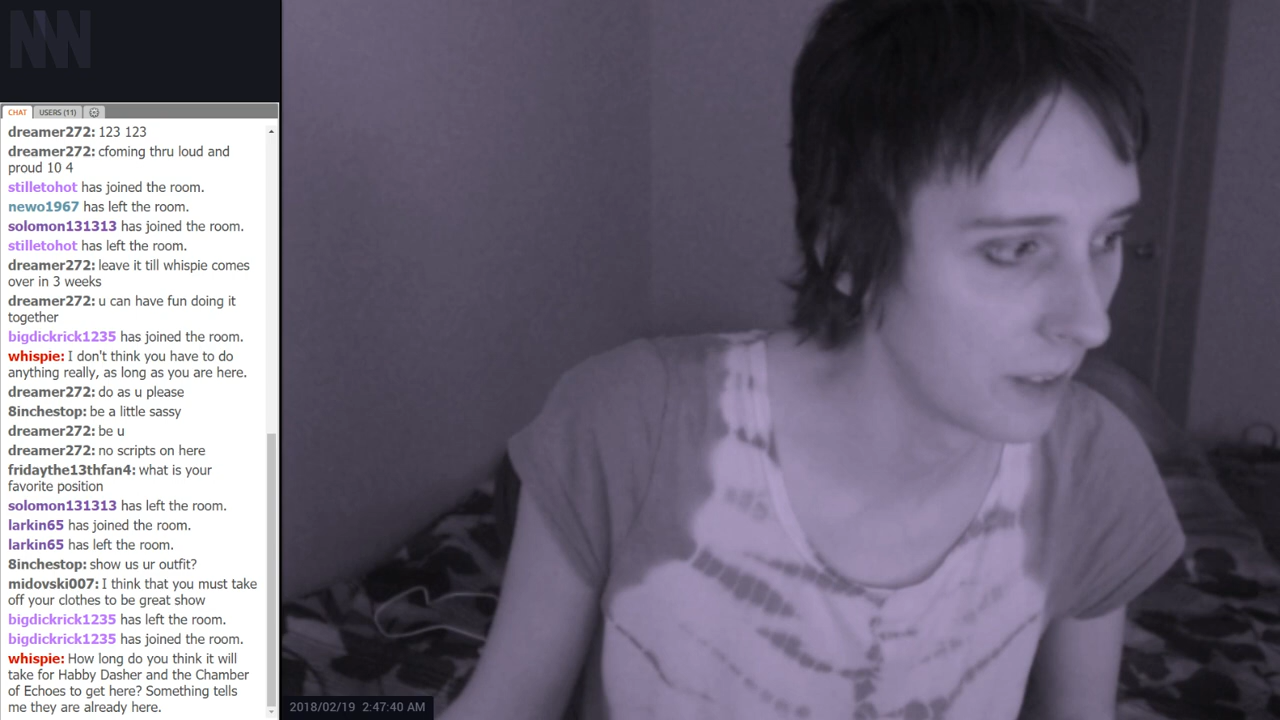 NNN
CHAT USERS (11)
dreamer272: 123 123
dreamer272: cfoming thru loud and
proud 10 4
stilletohot has joined the room.
newo1967 has left the room.
solomon131313 has joined the room.
stilletohot has left the room.
dreamer272: leave it till whispie comes
over in 3 weeks
dreamer272: u can have fun doing it
together
bigdickrick1235 has joined the room.
whispie: I don't think you have to do
anything really, as long as you are here.
dreamer272: do as u please
8inchestop: be a little sassy
dreamer272: be u
dreamer272: no scripts on here
fridaythe13thfan4: what is your
favorite position
solomon131313 has left the room.
larkin65 has joined the room.
larkin65 has left the room.
8inchestop: show us ur outfit?
midovski007: I think that you must take
off your clothes to be great show
bigdickrick1235 has left the room.
bigdickrick1235 has joined the room.
whispie: How long do you think it will
take for Habby Dasher and the Chamber
of Echoes to get here? Something tells
me they are already here.
2018/02/19 2:47:40 AM